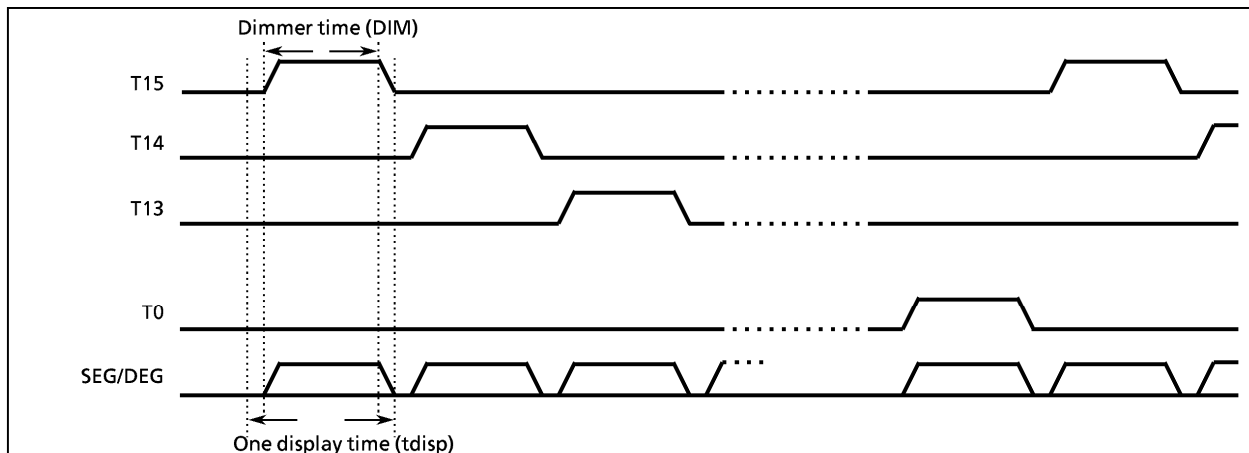 Dimmer time (DIM)
T15
T14
T13
T0
SEG/DEG
One display time (tdisp)